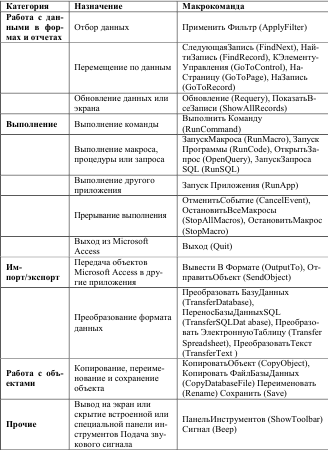 Категория Назначение Макрокоманда
Работа с дан-
ными в фор-
мах и отчетах
Отбор данных
Применить Фильтр (ApplyFilter)
Перемещение по данным
СледующаяЗапись (FindNext), Най-
тиЗапись (FindRecord), КЭлементу-
Управления (GoToControl), На-
Страницу (GoToPage), НаЗапись
(GoToRecord)
Обновление данных или
экрана
Обновление (Requery), ПоказатьВ-
сеЗаписи (ShowAllRecords)
Выполнение
Выполнение команды
Выполнить Команду
(RunCommand)
Выполнение макроса,
процедуры или запроса
ЗапускМакроса (RunMacro), Запуск
Программы (RunCode), ОткрытьЗа-
прос (OpenQuery), ЗапускЗапроса
SQL (RunSQL)
Выполнение другого
приложения
Запуск Приложения (RunApp)
Прерывание выполнения
ОтменитьСобытие (CancelEvent),
ОстановитьВсеМакросы
(StopAllMacros), ОстановитьМакрос
(StopMacro)
Выход из Microsoft
Access
Выход (Quit)
Им-
порт/экспорт
Передача объектов
Microsoft Access в дру-
гие приложения
Вывести В Формате (OutputTo), От-
правитьОбъект (SendObject)
Преобразование формата
данных
Преобразовать БазуДанных
(TransferDatabase),
ПереносБазыДанныхSQL
(TransferSQLDat abase), Преобразо-
вать ЭлектроннуюТаблицу (Transfer
Spreadsheet), ПреобразоватьТекст
(TransferText )
Работа с объ-
ектами
Копирование, переиме-
нование и сохранение
объекта
КопироватьОбъект (CopyObject),
Копировать ФайлБазыДанных
(CopyDatabaseFile) Переименовать
(Rename) Сохранить (Save)
Прочие
Вывод на экран или
скрытие встроенной или
специальной панели ин-
струментов Подача зву-
кового сигнала
ПанельИнструментов (ShowToolbar)
Сигнал (Beep)